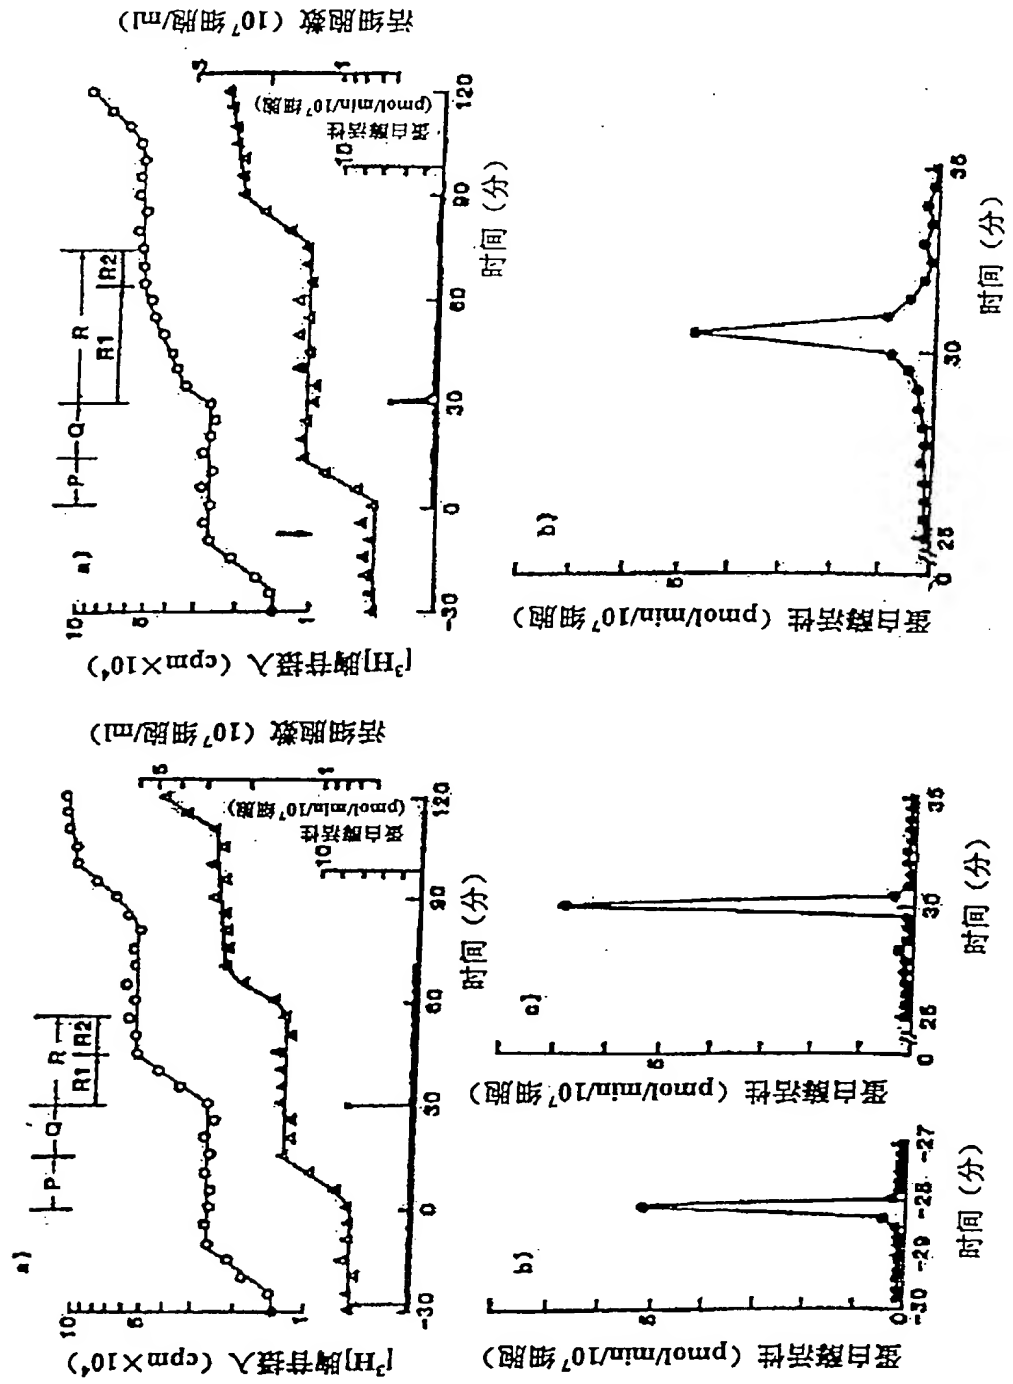 a)
[³H]胸苷摄入（cpm×10⁴）
10
5
1
P Q R
R1 R2
活细胞数（10⁷细胞/ml）
5
1
蛋白酶活性
(pmol/min/10⁷细胞)
10
-30 0 30 60 90 120
时间（分）
b)
蛋白酶活性（pmol/min/10⁷细胞）
5
0
-30 -29 -28 -27
时间（分）
c)
蛋白酶活性（pmol/min/10⁷细胞）
5
0 25 30 35
时间（分）
a)
[³H]胸苷摄入（cpm×10⁴）
10
5
1
P Q R
R1 R2
活细胞数（10⁷细胞/ml）
5
1
蛋白酶活性
(pmol/min/10⁷细胞)
10
-30 0 30 60 90 120
时间（分）
b)
蛋白酶活性（pmol/min/10⁷细胞）
5
0 25 30 35
时间（分）